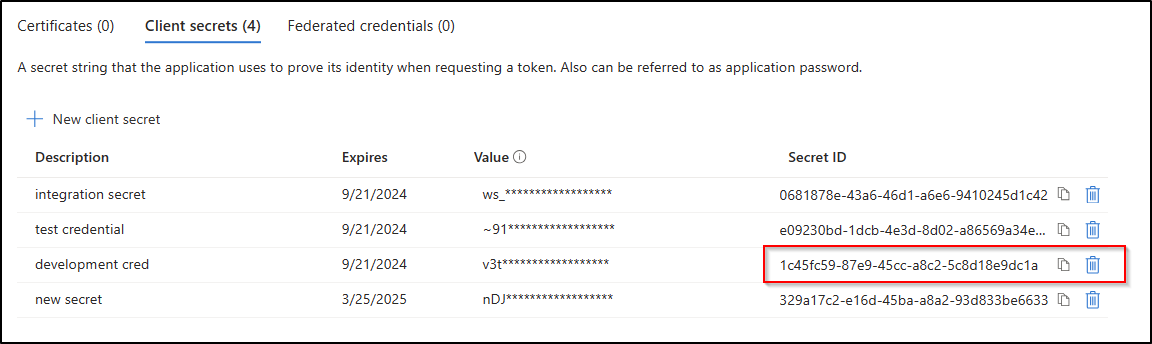 Certificates (0) Client secrets (4) Federated credentials (0)
A secret string that the application uses to prove its identity when requesting a token. Also can be referred to as application password.
New client secret
Description Expires Value Secret ID
integration secret 9/21/2024 ws_****************** 0681878e-43a6-46d1-a6e6-9410245d1c42
test credential 9/21/2024 ~91****************** e09230bd-1dcb-4e3d-8d02-a86569a34e...
development cred 9/21/2024 v3t****************** 1c45fc59-87e9-45cc-a8c2-5c8d18e9dc1a
new secret 3/25/2025 nDJ****************** 329a17c2-e16d-45ba-a8a2-93d833be6633